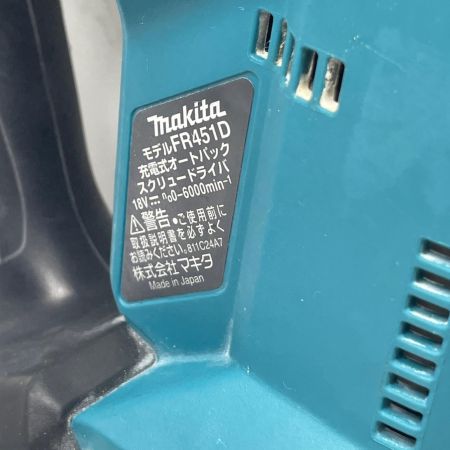 makita
モデルFR451D
充電式オートパック
スクリュードライバ
18V⎓ n₀0-6000min⁻¹
⚠警告・ご使用前に
取扱説明書を必ずよく
お読みください。811C24A7
株式会社マキタ
Made in Japan